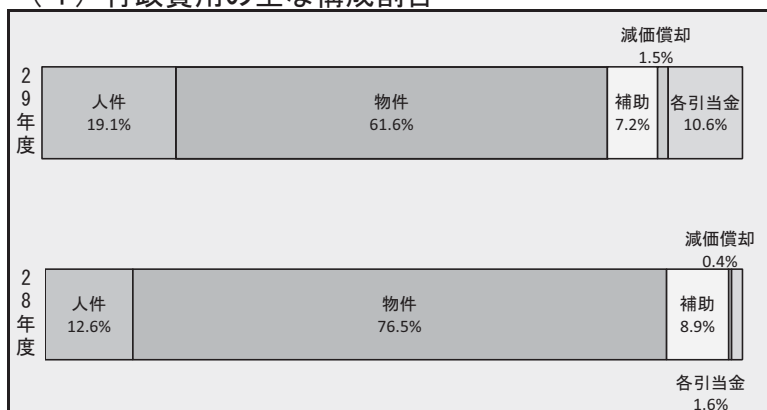 （４）行政費用の主な構成割合
減価償却
1.5%
29年度
人件
19.1%
物件
61.6%
補助
7.2%
各引当金
10.6%
減価償却
0.4%
28年度
人件
12.6%
物件
76.5%
補助
8.9%
各引当金
1.6%